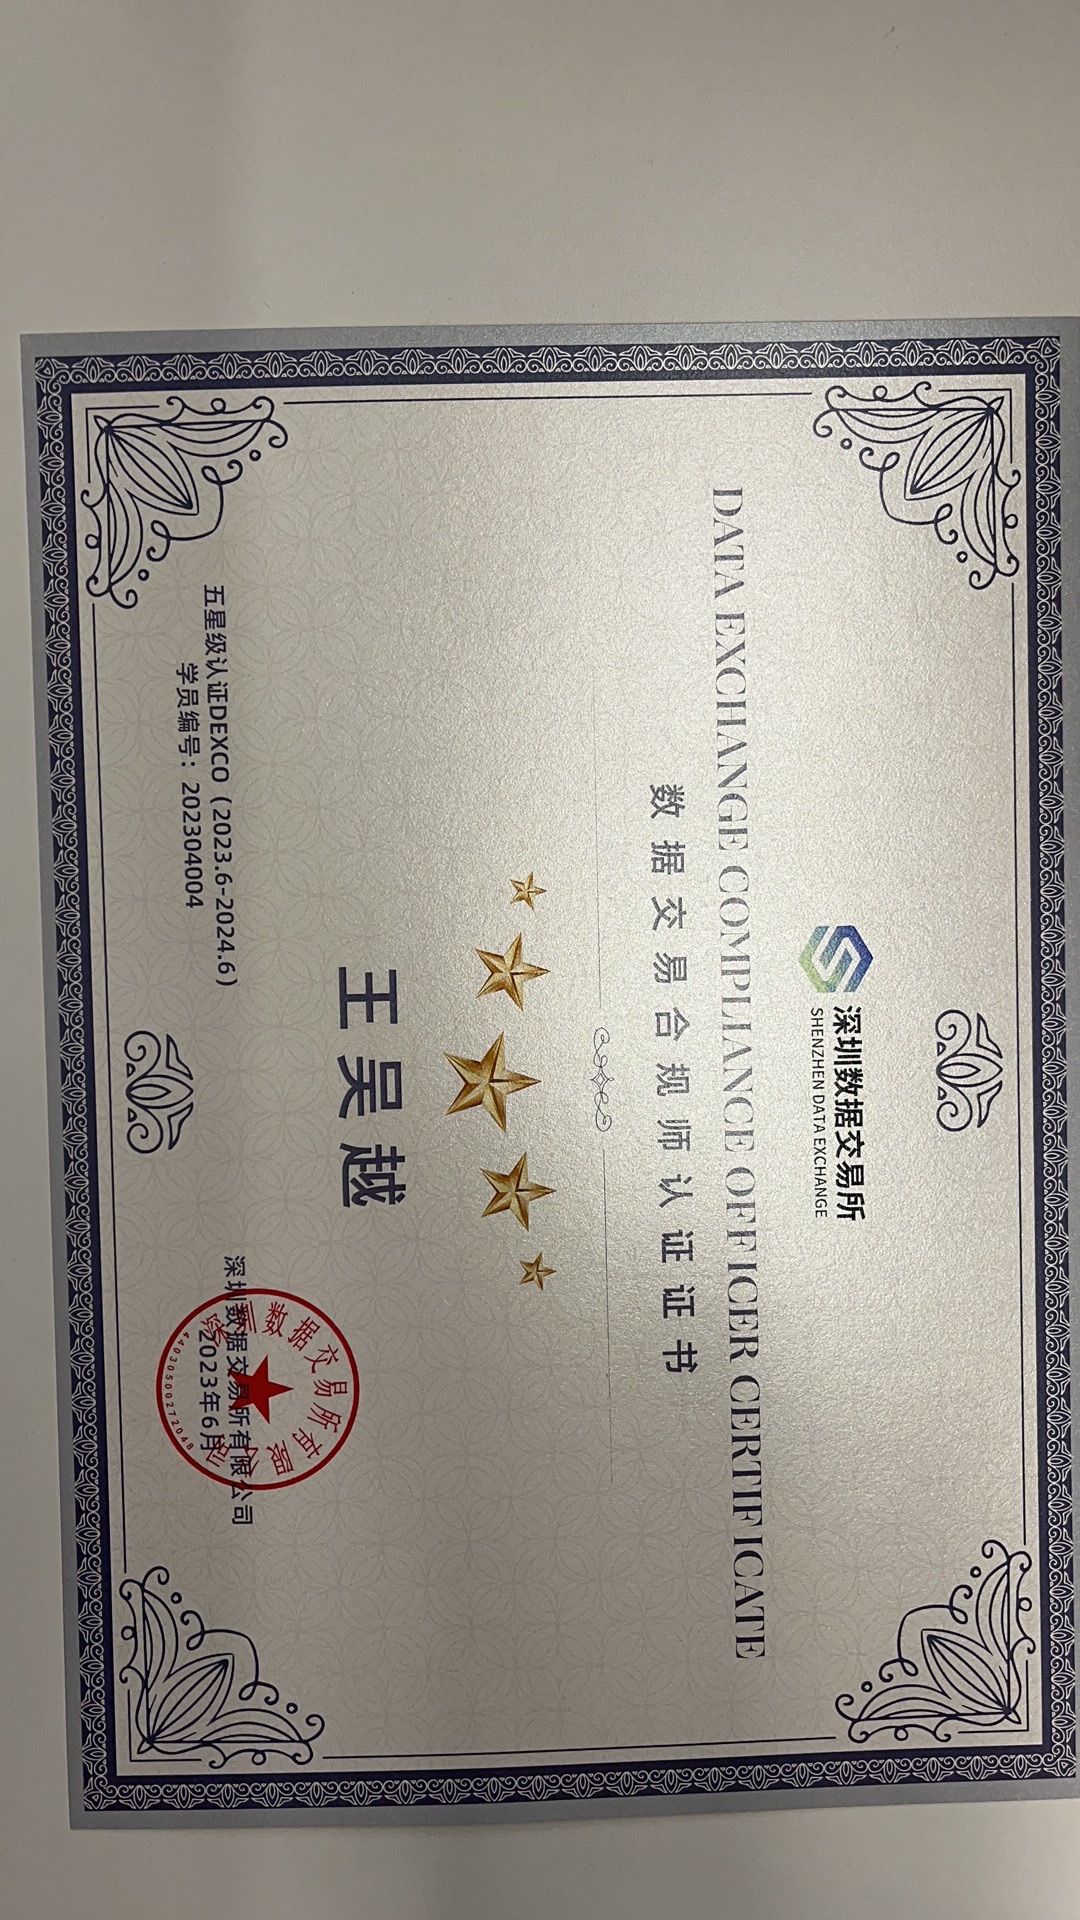 深圳数据交易所
SHENZHEN DATA EXCHANGE
DATA EXCHANGE COMPLIANCE OFFICER CERTIFICATE
数据交易合规师认证证书
王昊越
五星级认证DEXCO（2023.6-2024.6）
学员编号：202304004
深圳数据交易所有限公司
2023年6月
深圳数据交易所有限公司
44030500272048